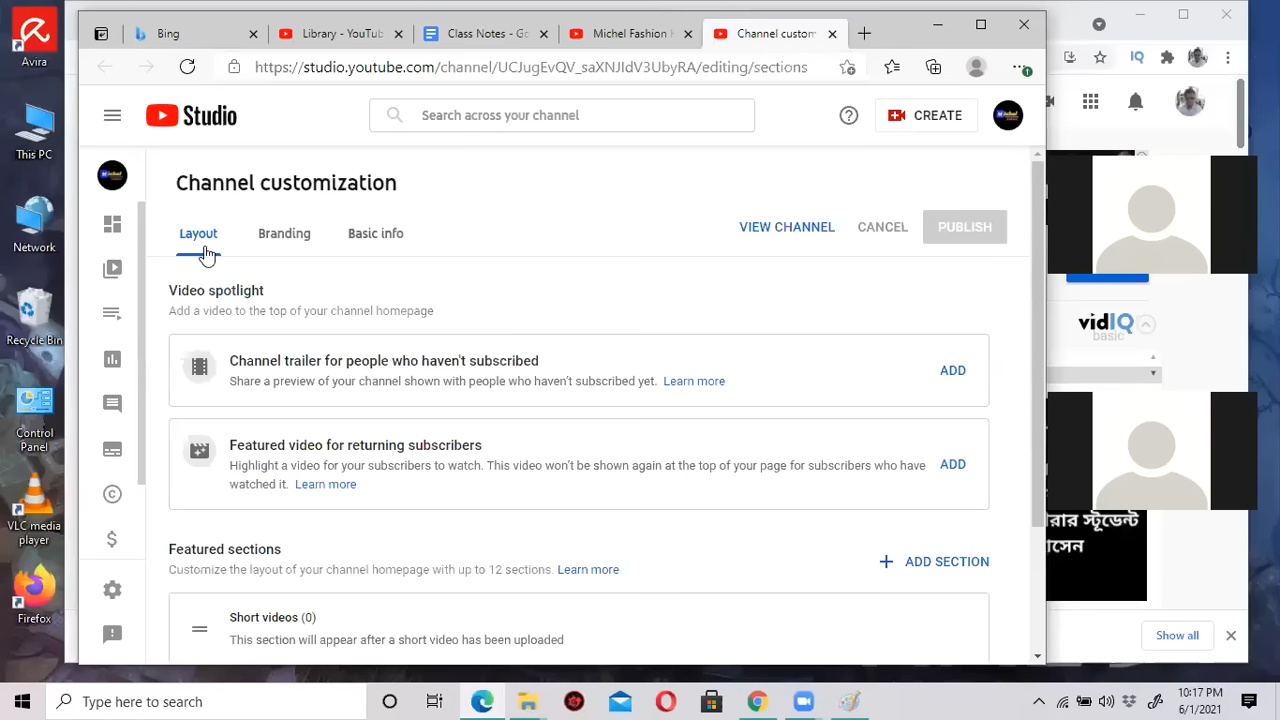 Avira
This PC
Network
Recycle Bin
Control
Panel
VLC media
player
Firefox
Bing
Library - YouTub
Class Notes - Go
Michel Fashion H
Channel custom
https://studio.youtube.com/channel/UCJugEvQV_saXNJIdV3UbyRA/editing/sections
Studio
Search across your channel
CREATE
Channel customization
Layout
Branding
Basic info
VIEW CHANNEL
CANCEL
PUBLISH
Video spotlight
Add a video to the top of your channel homepage
Channel trailer for people who haven't subscribed
Share a preview of your channel shown with people who haven't subscribed yet. Learn more
ADD
Featured video for returning subscribers
Highlight a video for your subscribers to watch. This video won't be shown again at the top of your page for subscribers who have
watched it. Learn more
ADD
Featured sections
Customize the layout of your channel homepage with up to 12 sections. Learn more
ADD SECTION
Short videos (0)
This section will appear after a short video has been uploaded
IQ
vidIQ
basic
স্টুডেন্ট
Show all
Type here to search
10:17 PM
6/1/2021